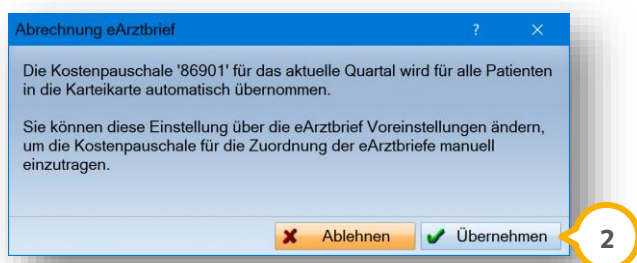 Abrechnung eArztbrief ? ×
Die Kostenpauschale '86901' für das aktuelle Quartal wird für alle Patienten
in die Karteikarte automatisch übernommen.
Sie können diese Einstellung über die eArztbrief Voreinstellungen ändern,
um die Kostenpauschale für die Zuordnung der eArztbriefe manuell
einzutragen.
Ablehnen Übernehmen 2